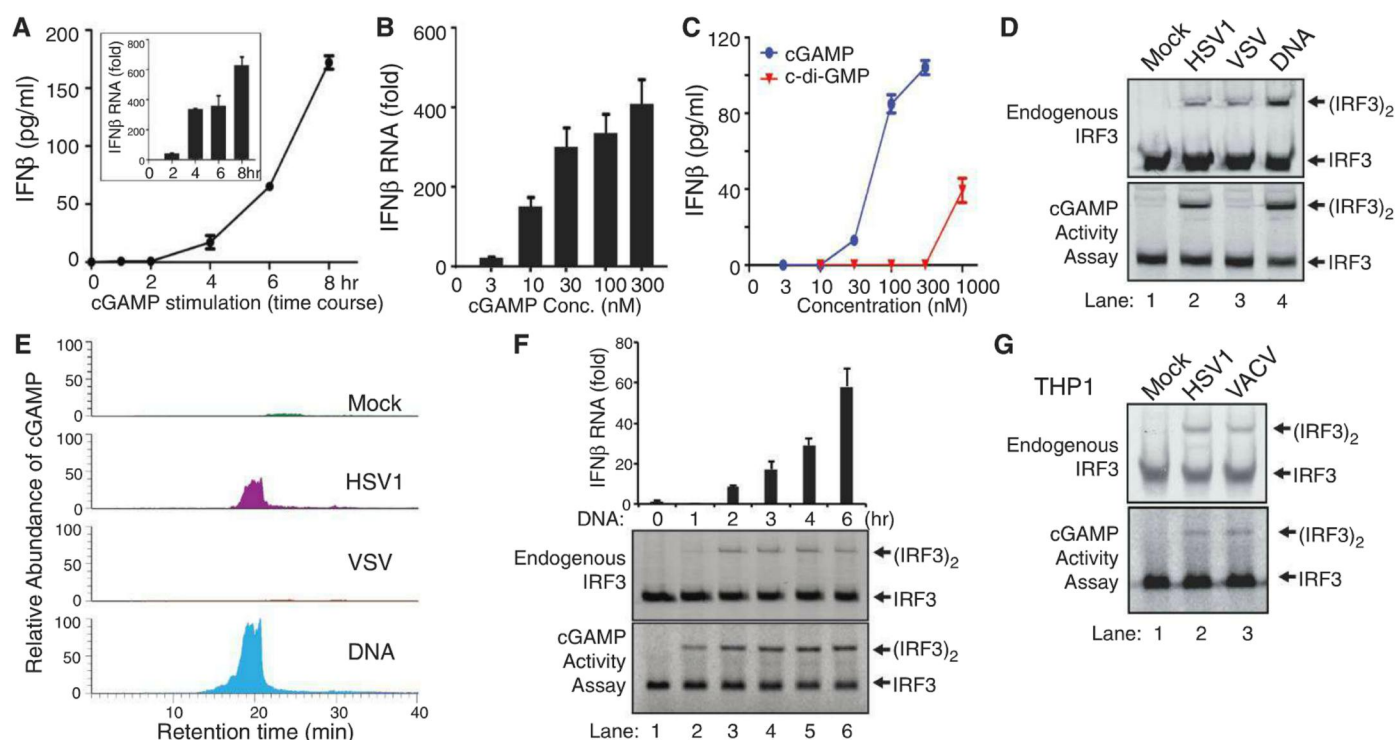 A
IFNβ (pg/ml)
200
150
100
50
0
0 2 4 6 8 hr
cGAMP stimulation (time course)
IFNβ RNA (fold)
800
600
400
200
0
0 2 4 6 8hr
B
IFNβ RNA (fold)
600
400
200
0
3 10 30 100 300
cGAMP Conc. (nM)
C
IFNβ (pg/ml)
120
80
40
0
cGAMP
c-di-GMP
0 3 10 30 100 300 1000
Concentration (nM)
D
Mock HSV1 VSV DNA
Endogenous
IRF3
(IRF3)2
IRF3
cGAMP
Activity
Assay
(IRF3)2
IRF3
Lane: 1 2 3 4
E
Relative Abundance of cGAMP
100
50
0
Mock
100
50
0
HSV1
100
50
0
VSV
100
50
0
DNA
10 20 30 40
Retention time (min)
F
IFNβ RNA (fold)
80
60
40
20
0
DNA: 0 1 2 3 4 6 (hr)
Endogenous
IRF3
(IRF3)2
IRF3
cGAMP
Activity
Assay
(IRF3)2
IRF3
Lane: 1 2 3 4 5 6
G
THP1
Mock HSV1 VACV
Endogenous
IRF3
(IRF3)2
IRF3
cGAMP
Activity
Assay
(IRF3)2
IRF3
Lane: 1 2 3